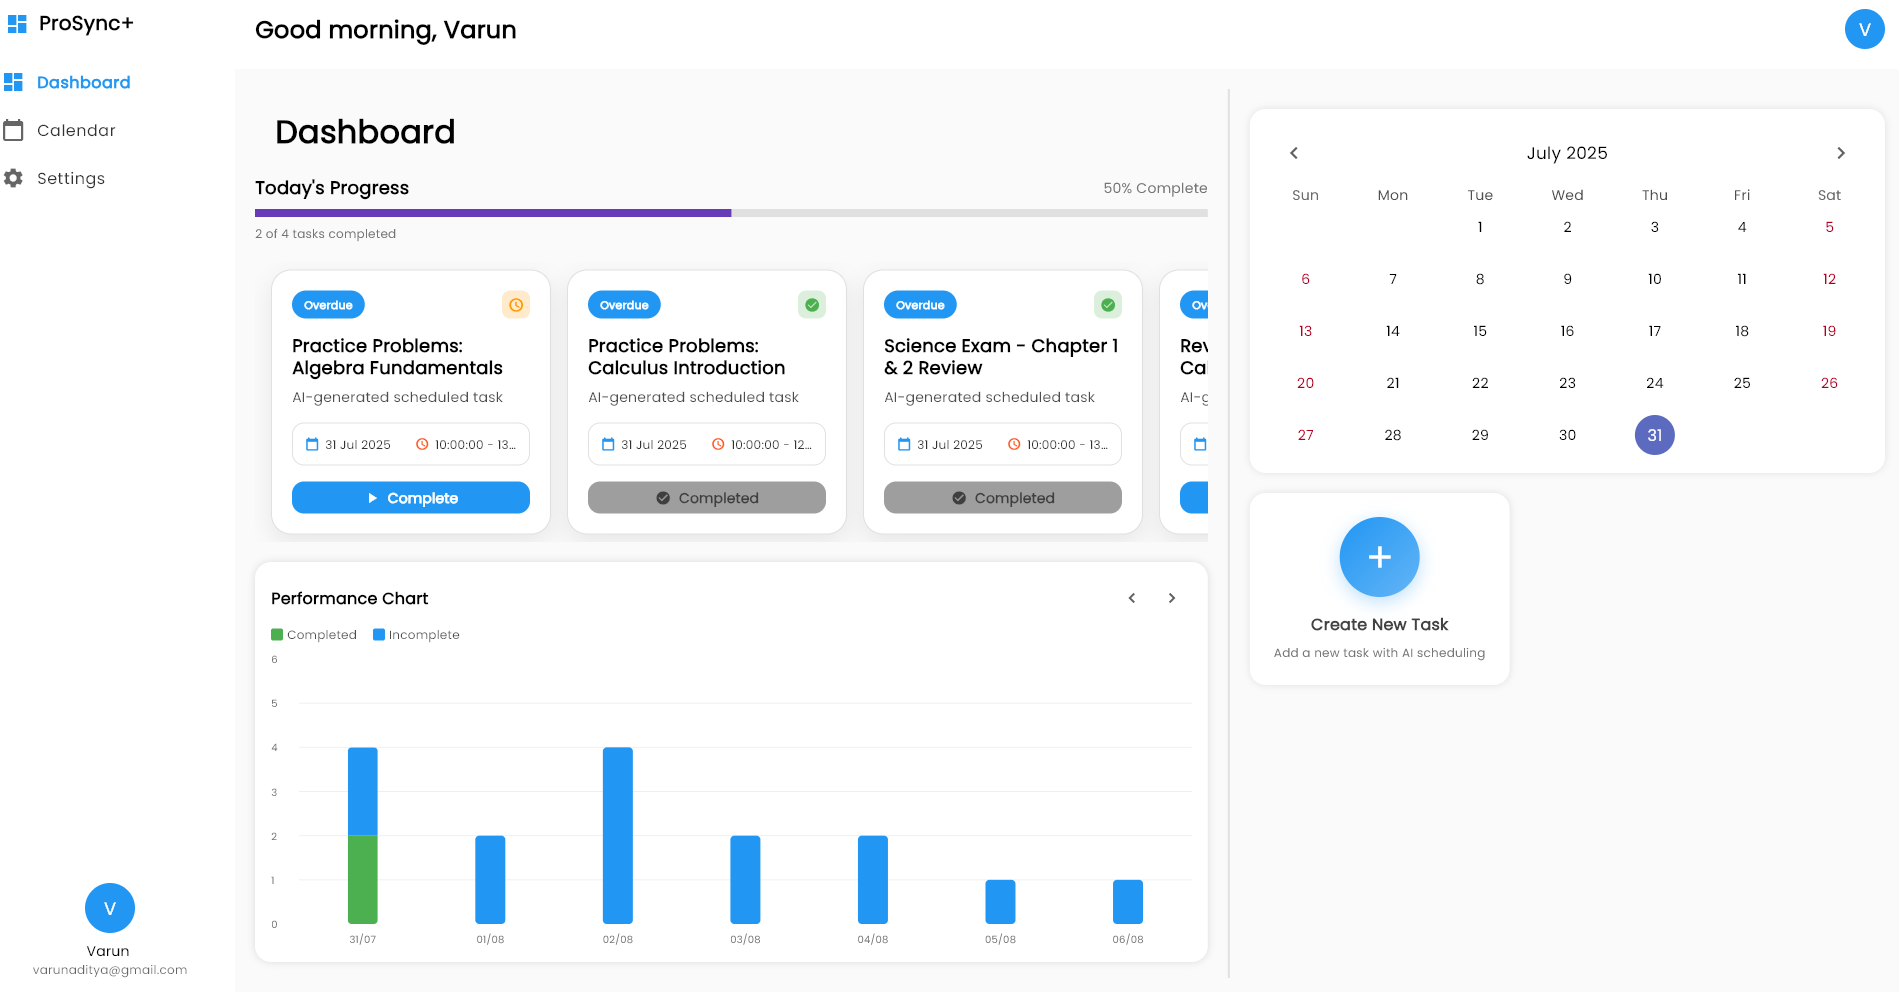 ProSync+
Dashboard
Calendar
Settings
V
Varun
varunaditya@gmail.com
Good morning, Varun
V
Dashboard
Today's Progress
50% Complete
2 of 4 tasks completed
Overdue
Practice Problems:
Algebra Fundamentals
AI-generated scheduled task
31 Jul 2025 10:00:00 - 13...
Complete
Overdue
Practice Problems:
Calculus Introduction
AI-generated scheduled task
31 Jul 2025 10:00:00 - 12...
Completed
Overdue
Science Exam - Chapter 1
& 2 Review
AI-generated scheduled task
31 Jul 2025 10:00:00 - 13...
Completed
Performance Chart
Completed Incomplete
6
5
4
3
2
1
0
31/07 01/08 02/08 03/08 04/08 05/08 06/08
July 2025
Sun Mon Tue Wed Thu Fri Sat
1 2 3 4 5
6 7 8 9 10 11 12
13 14 15 16 17 18 19
20 21 22 23 24 25 26
27 28 29 30 31
Create New Task
Add a new task with AI scheduling